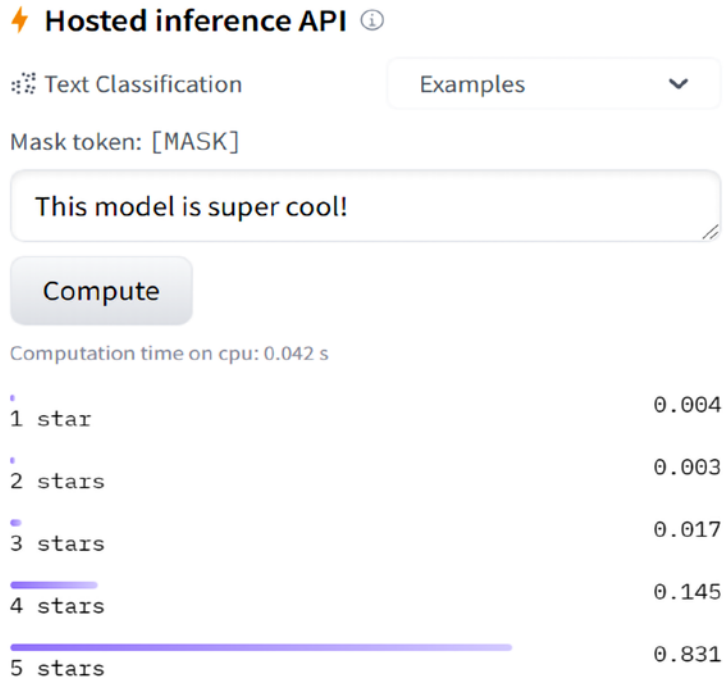 Hosted inference API
Text Classification Examples
Mask token: [MASK]
This model is super cool!
Compute
Computation time on cpu: 0.042 s
1 star 0.004
2 stars 0.003
3 stars 0.017
4 stars 0.145
5 stars 0.831